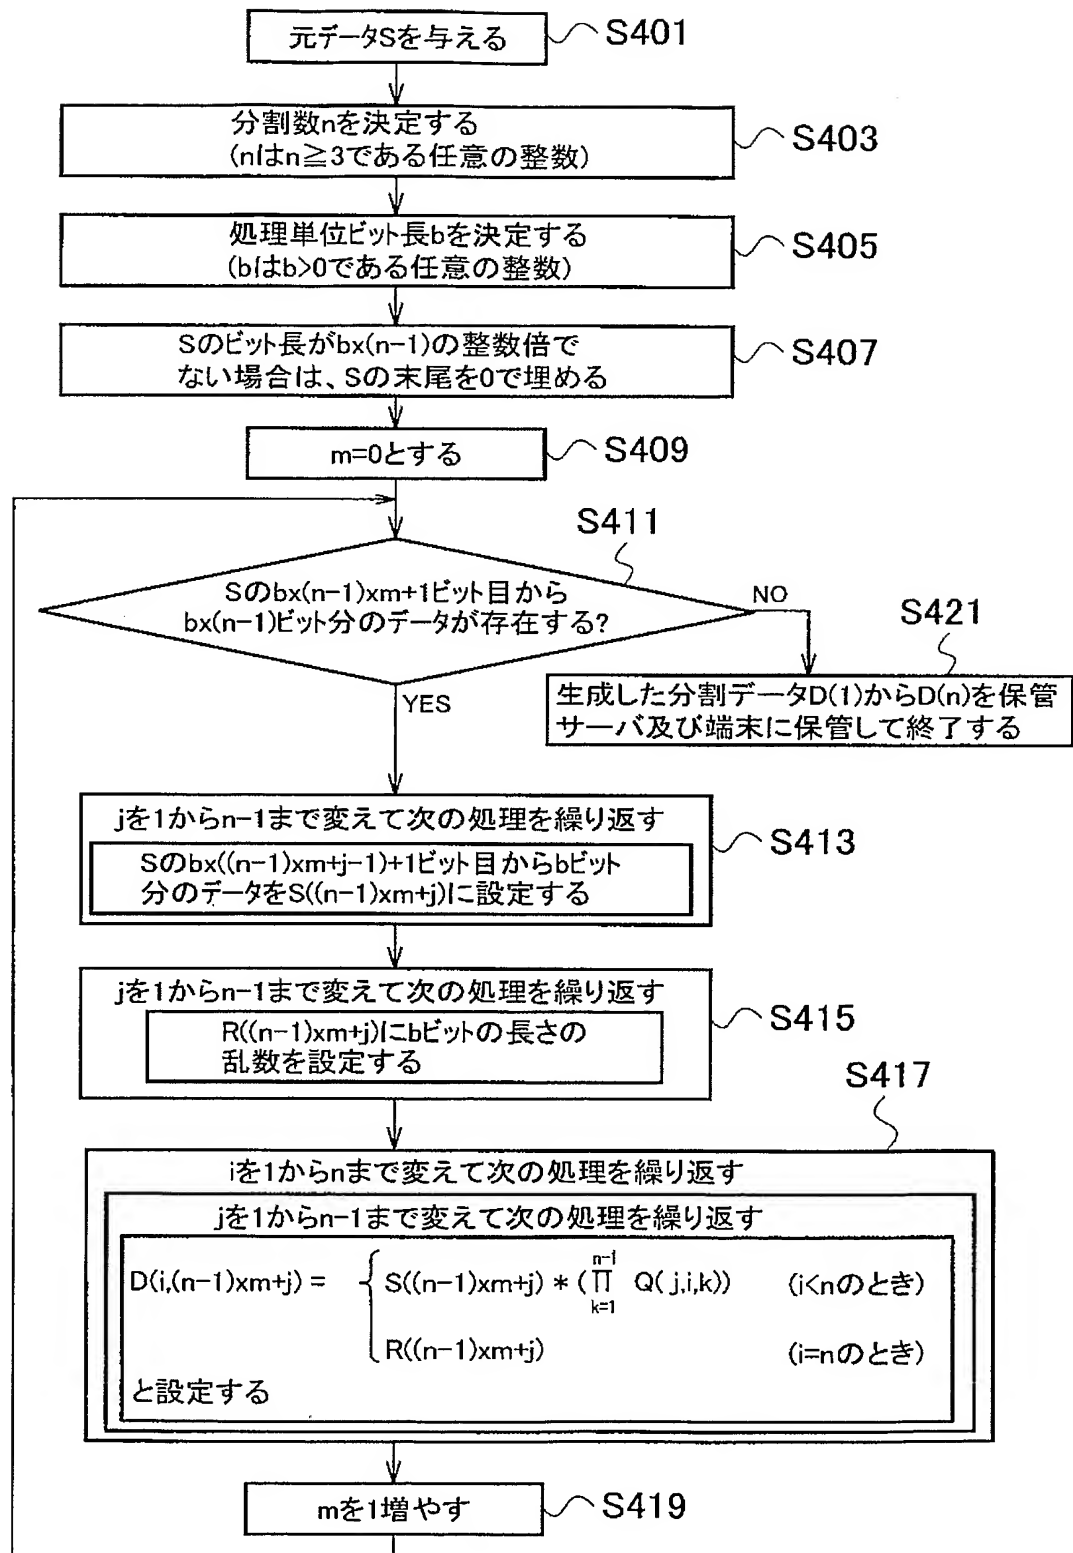 元データSを与える
S401
分割数nを決定する
(nはn≧3である任意の整数)
S403
処理単位ビット長bを決定する
(bはb>0である任意の整数)
S405
Sのビット長がbx(n-1)の整数倍で
ない場合は、Sの末尾を0で埋める
S407
m=0とする
S409
S411
Sのbx(n-1)xm+1ビット目から
bx(n-1)ビット分のデータが存在する?
NO
YES
S421
生成した分割データD(1)からD(n)を保管
サーバ及び端末に保管して終了する
jを1からn-1まで変えて次の処理を繰り返す
Sのbx((n-1)xm+j-1)+1ビット目からbビット
分のデータをS((n-1)xm+j)に設定する
S413
jを1からn-1まで変えて次の処理を繰り返す
R((n-1)xm+j)にbビットの長さの
乱数を設定する
S415
S417
iを1からnまで変えて次の処理を繰り返す
jを1からn-1まで変えて次の処理を繰り返す
D(i,(n-1)xm+j) = { S((n-1)xm+j) * (∏ n-1 k=1 Q( j,i,k)) (i<nのとき)
R((n-1)xm+j) (i=nのとき)
と設定する
mを1増やす
S419